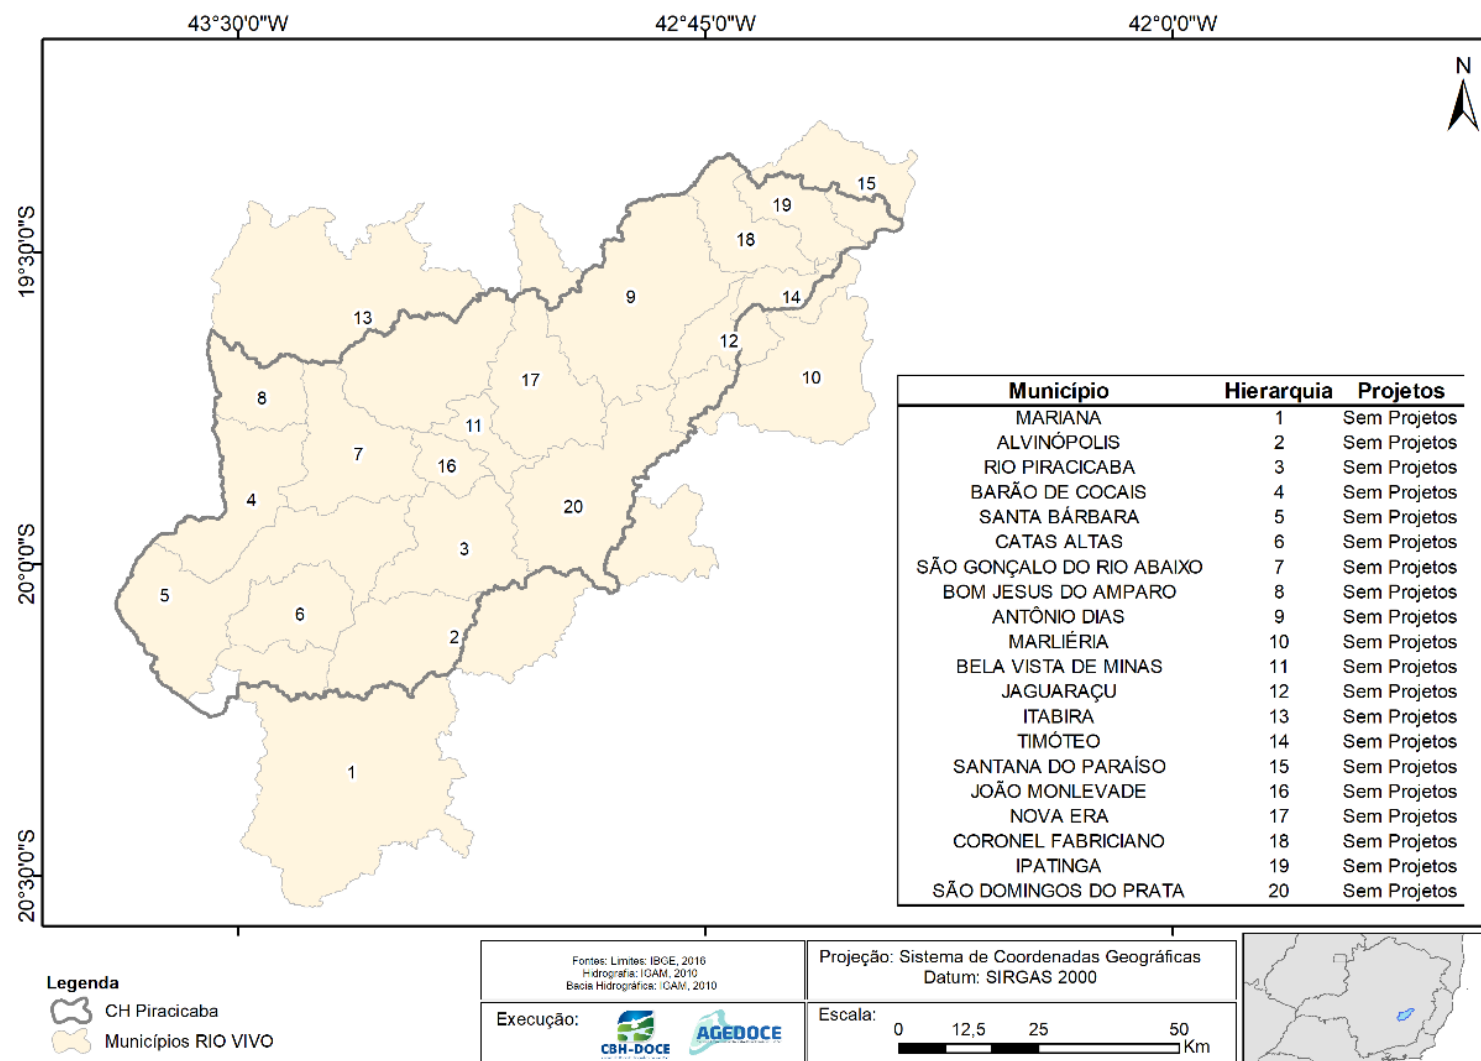 43°30'0"W 42°45'0"W 42°0'0"W
N
19°30'0"S
20°0'0"S
20°30'0"S
15
19
18
9
14
13
12
17
10
8
11
7
16
4
20
3
5
6
2
1
Município Hierarquia Projetos
MARIANA 1 Sem Projetos
ALVINÓPOLIS 2 Sem Projetos
RIO PIRACICABA 3 Sem Projetos
BARÃO DE COCAIS 4 Sem Projetos
SANTA BÁRBARA 5 Sem Projetos
CATAS ALTAS 6 Sem Projetos
SÃO GONÇALO DO RIO ABAIXO 7 Sem Projetos
BOM JESUS DO AMPARO 8 Sem Projetos
ANTÔNIO DIAS 9 Sem Projetos
MARLIÉRIA 10 Sem Projetos
BELA VISTA DE MINAS 11 Sem Projetos
JAGUARAÇU 12 Sem Projetos
ITABIRA 13 Sem Projetos
TIMÓTEO 14 Sem Projetos
SANTANA DO PARAÍSO 15 Sem Projetos
JOÃO MONLEVADE 16 Sem Projetos
NOVA ERA 17 Sem Projetos
CORONEL FABRICIANO 18 Sem Projetos
IPATINGA 19 Sem Projetos
SÃO DOMINGOS DO PRATA 20 Sem Projetos
Legenda
CH Piracicaba
Municípios RIO VIVO
Fontes: Limites: IBGE, 2016
Hidrografia: IGAM, 2010
Bacia Hidrográfica: IGAM, 2010
Execução:
CBH-DOCE
AGEDOCE
Projeção: Sistema de Coordenadas Geográficas
Datum: SIRGAS 2000
Escala:
0 12,5 25 50
Km